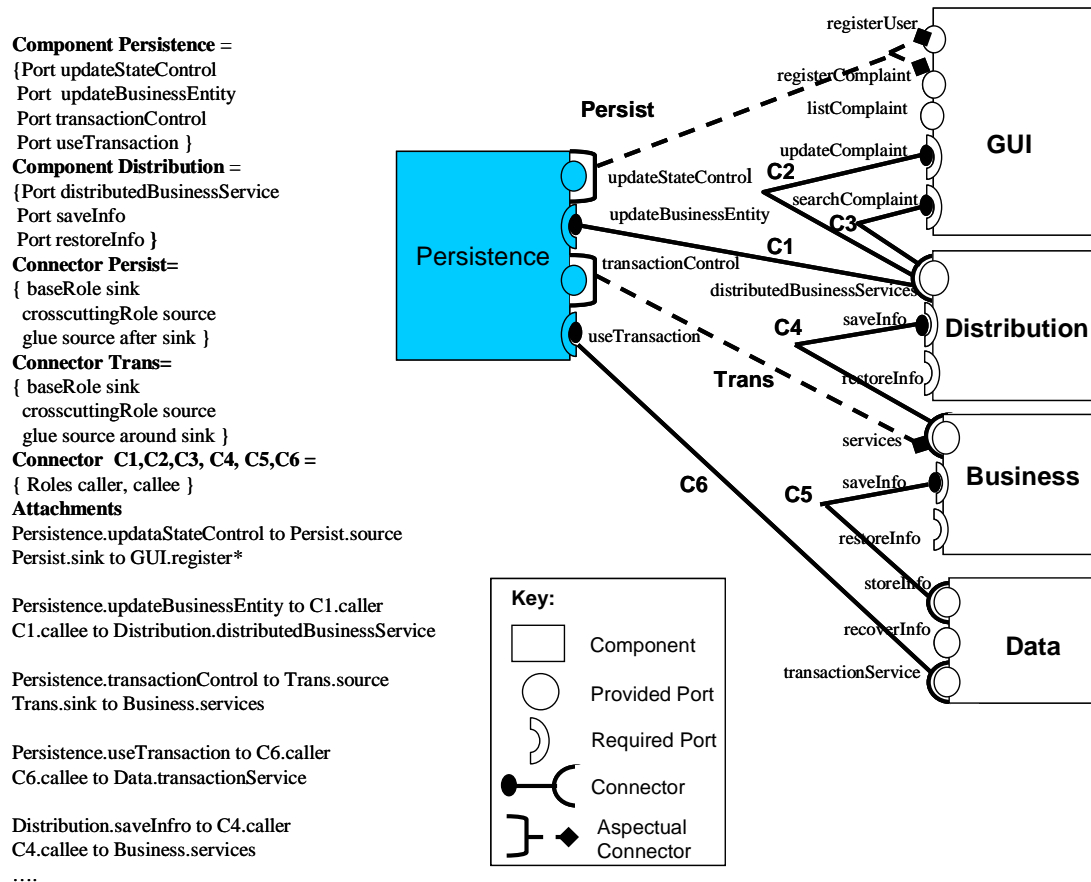 Component Persistence =
{Port updateStateControl
Port updateBusinessEntity
Port transactionControl
Port useTransaction }
Component Distribution =
{Port distributedBusinessService
Port saveInfo
Port restoreInfo }
Connector Persist=
{ baseRole sink
crosscuttingRole source
glue source after sink }
Connector Trans=
{ baseRole sink
crosscuttingRole source
glue source around sink }
Connector C1,C2,C3, C4, C5,C6 =
{ Roles caller, callee }
Attachments
Persistence.updataStateControl to Persist.source
Persist.sink to GUI.register*
Persistence.updateBusinessEntity to C1.caller
C1.callee to Distribution.distributedBusinessService
Persistence.transactionControl to Trans.source
Trans.sink to Business.services
Persistence.useTransaction to C6.caller
C6.callee to Data.transactionService
Distribution.saveInfro to C4.caller
C4.callee to Business.services
....
Persistence
updateStateControl
updateBusinessEntity
transactionControl
useTransaction
Persist
Trans
C1
C2
C3
C4
C5
C6
registerUser
registerComplaint
listComplaint
updateComplaint
searchComplaint
GUI
distributedBusinessServices
saveInfo
restoreInfo
Distribution
services
saveInfo
restoreInfo
Business
storeInfo
recoverInfo
transactionService
Data
Key:
Component
Provided Port
Required Port
Connector
Aspectual
Connector